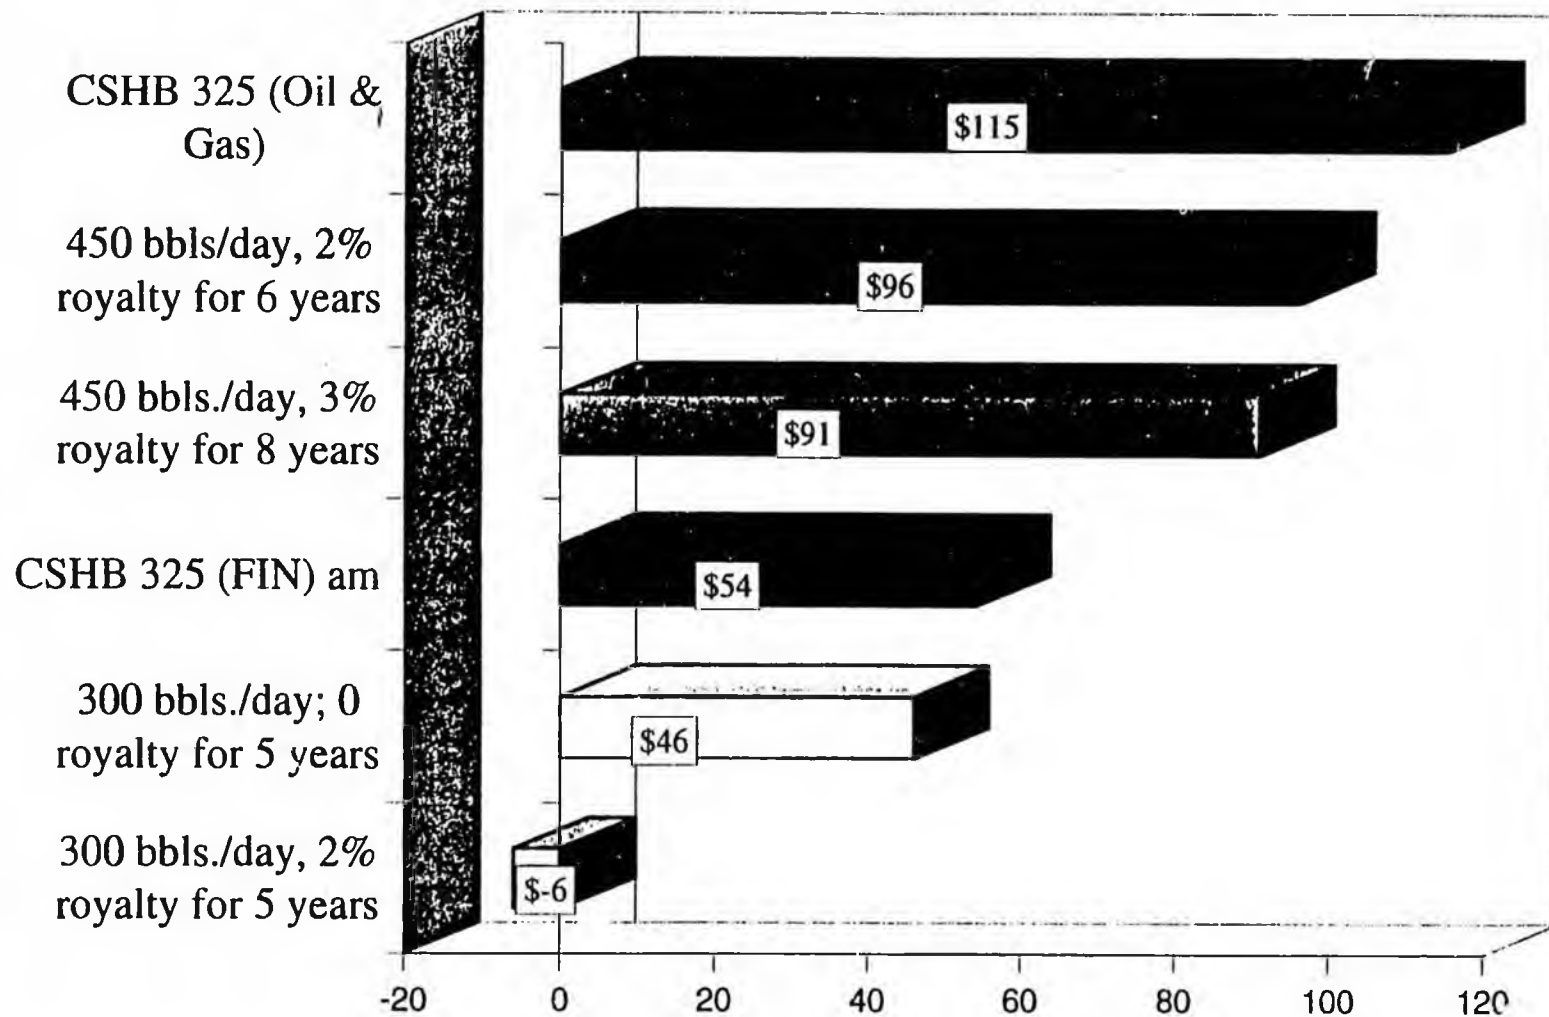 CSHB 325 (Oil &
Gas)
$115
450 bbls/day, 2%
royalty for 6 years
$96
450 bbls./day, 3%
royalty for 8 years
$91
CSHB 325 (FIN) am
$54
300 bbls./day; 0
royalty for 5 years
$46
300 bbls./day, 2%
royalty for 5 years
$-6
-20 0 20 40 60 80 100 120